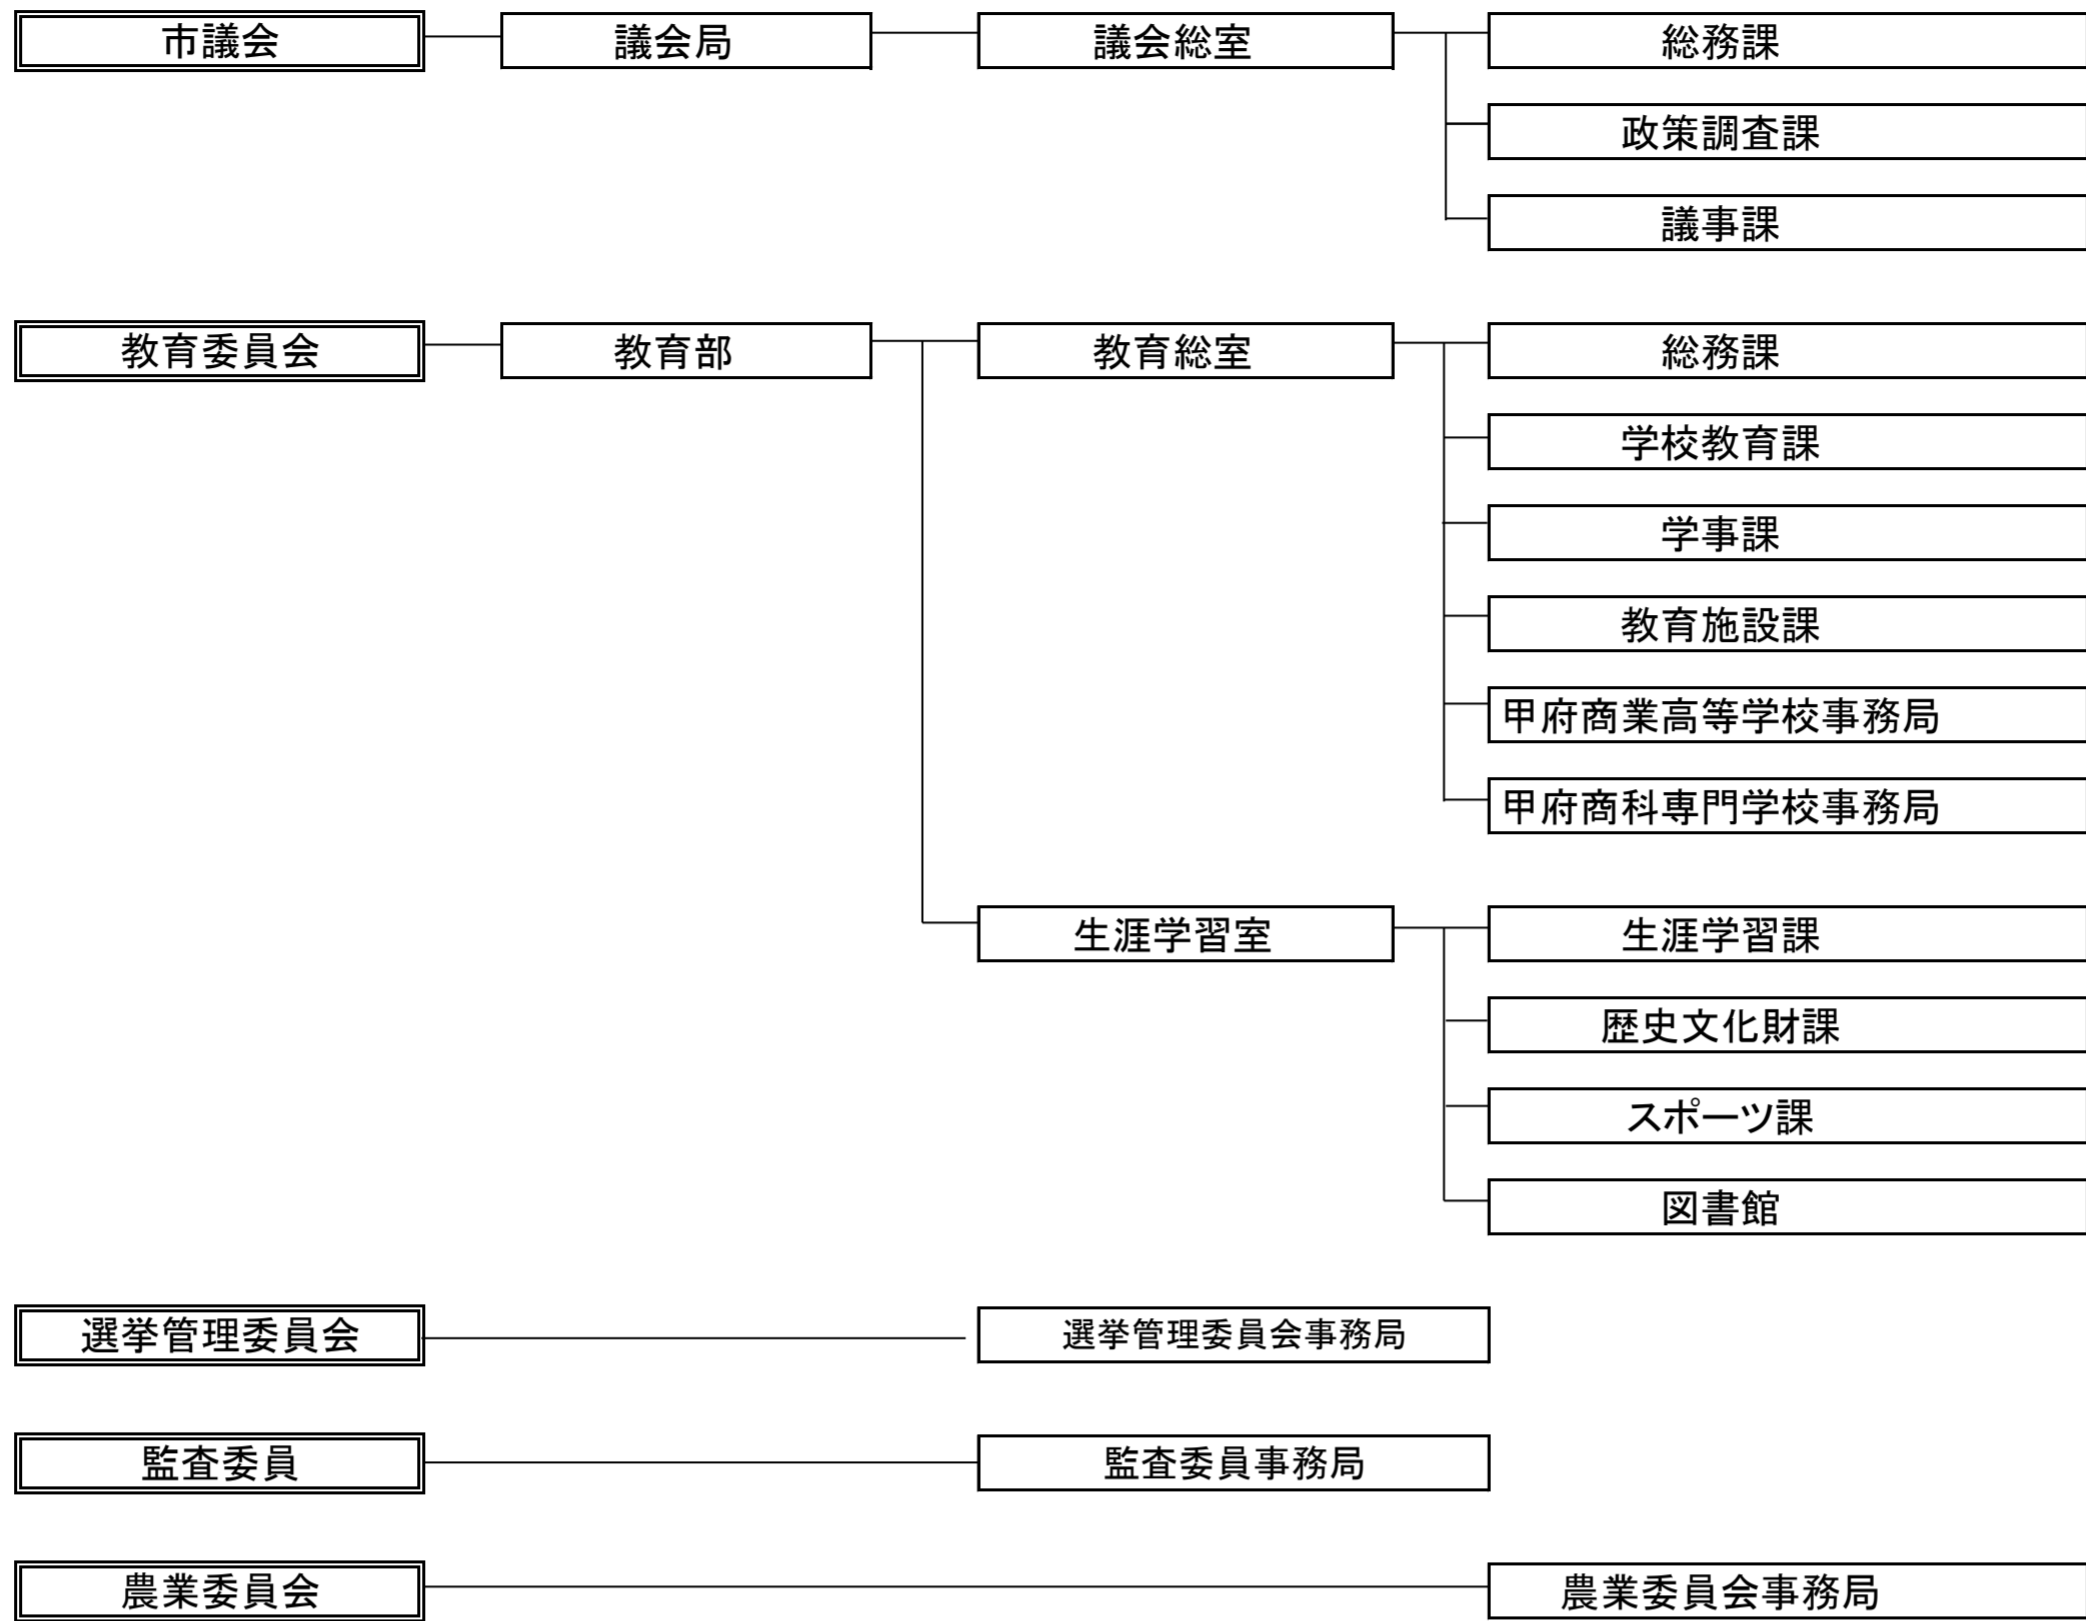 市議会
議会局
議会総室
総務課
政策調査課
議事課
教育委員会
教育部
教育総室
総務課
学校教育課
学事課
教育施設課
甲府商業高等学校事務局
甲府商科専門学校事務局
生涯学習室
生涯学習課
歴史文化財課
スポーツ課
図書館
選挙管理委員会
選挙管理委員会事務局
監査委員
監査委員事務局
農業委員会
農業委員会事務局